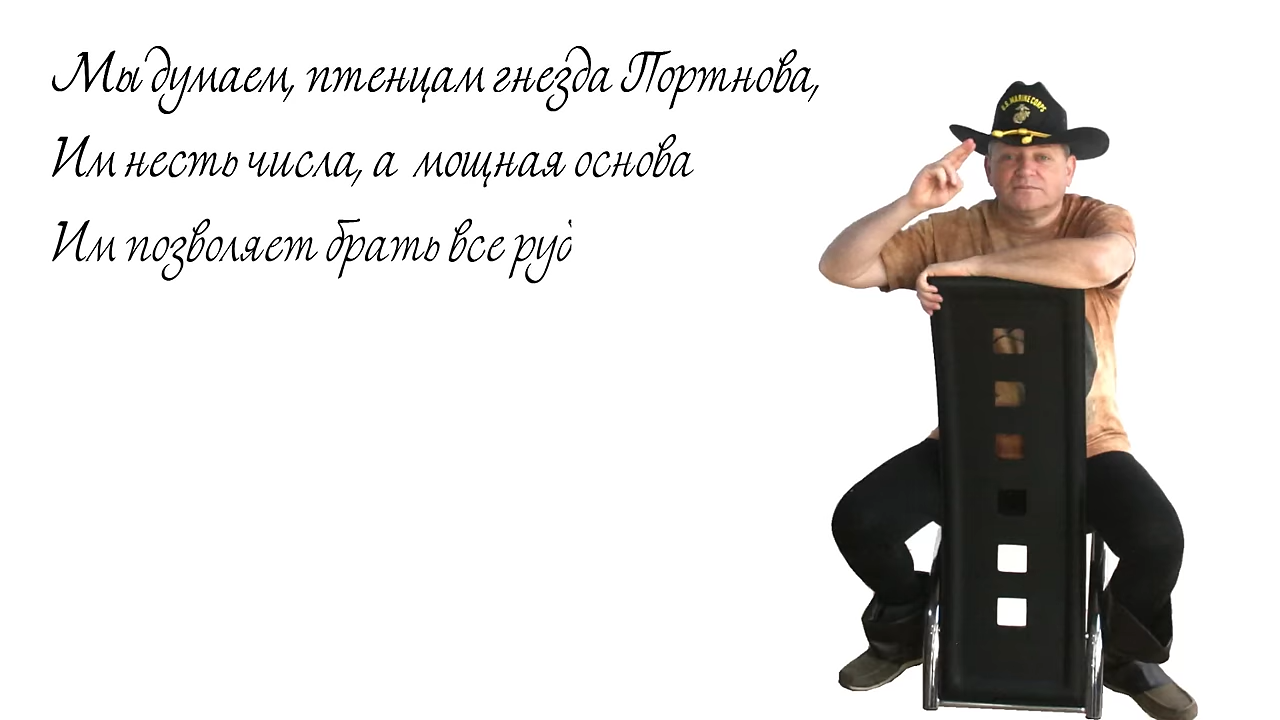 Мы думаем, птенцам гнезда Портнова,
Им несть числа, а мощная основа
Им позволяет брать все
U.S. MARINE CORPS